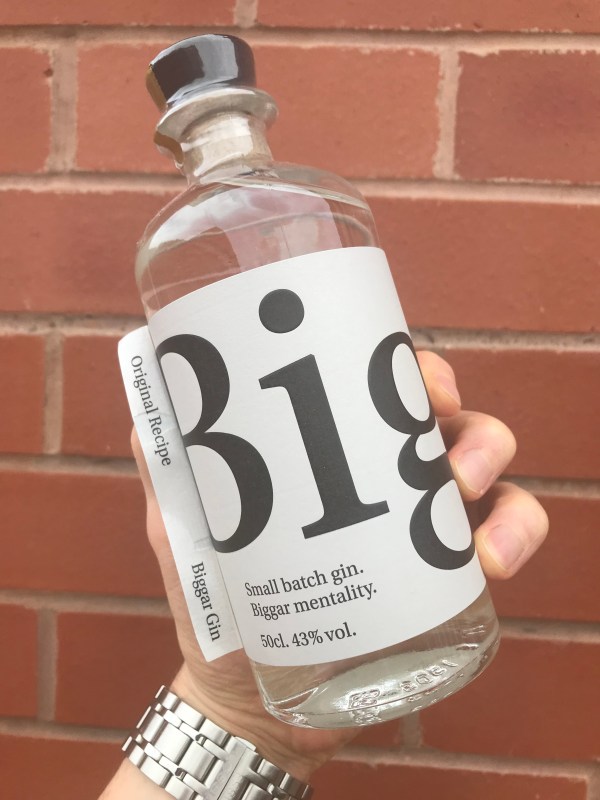 Big
Small batch gin.
Biggar mentality.
50cl. 43% vol.
Original Recipe
Biggar Gin